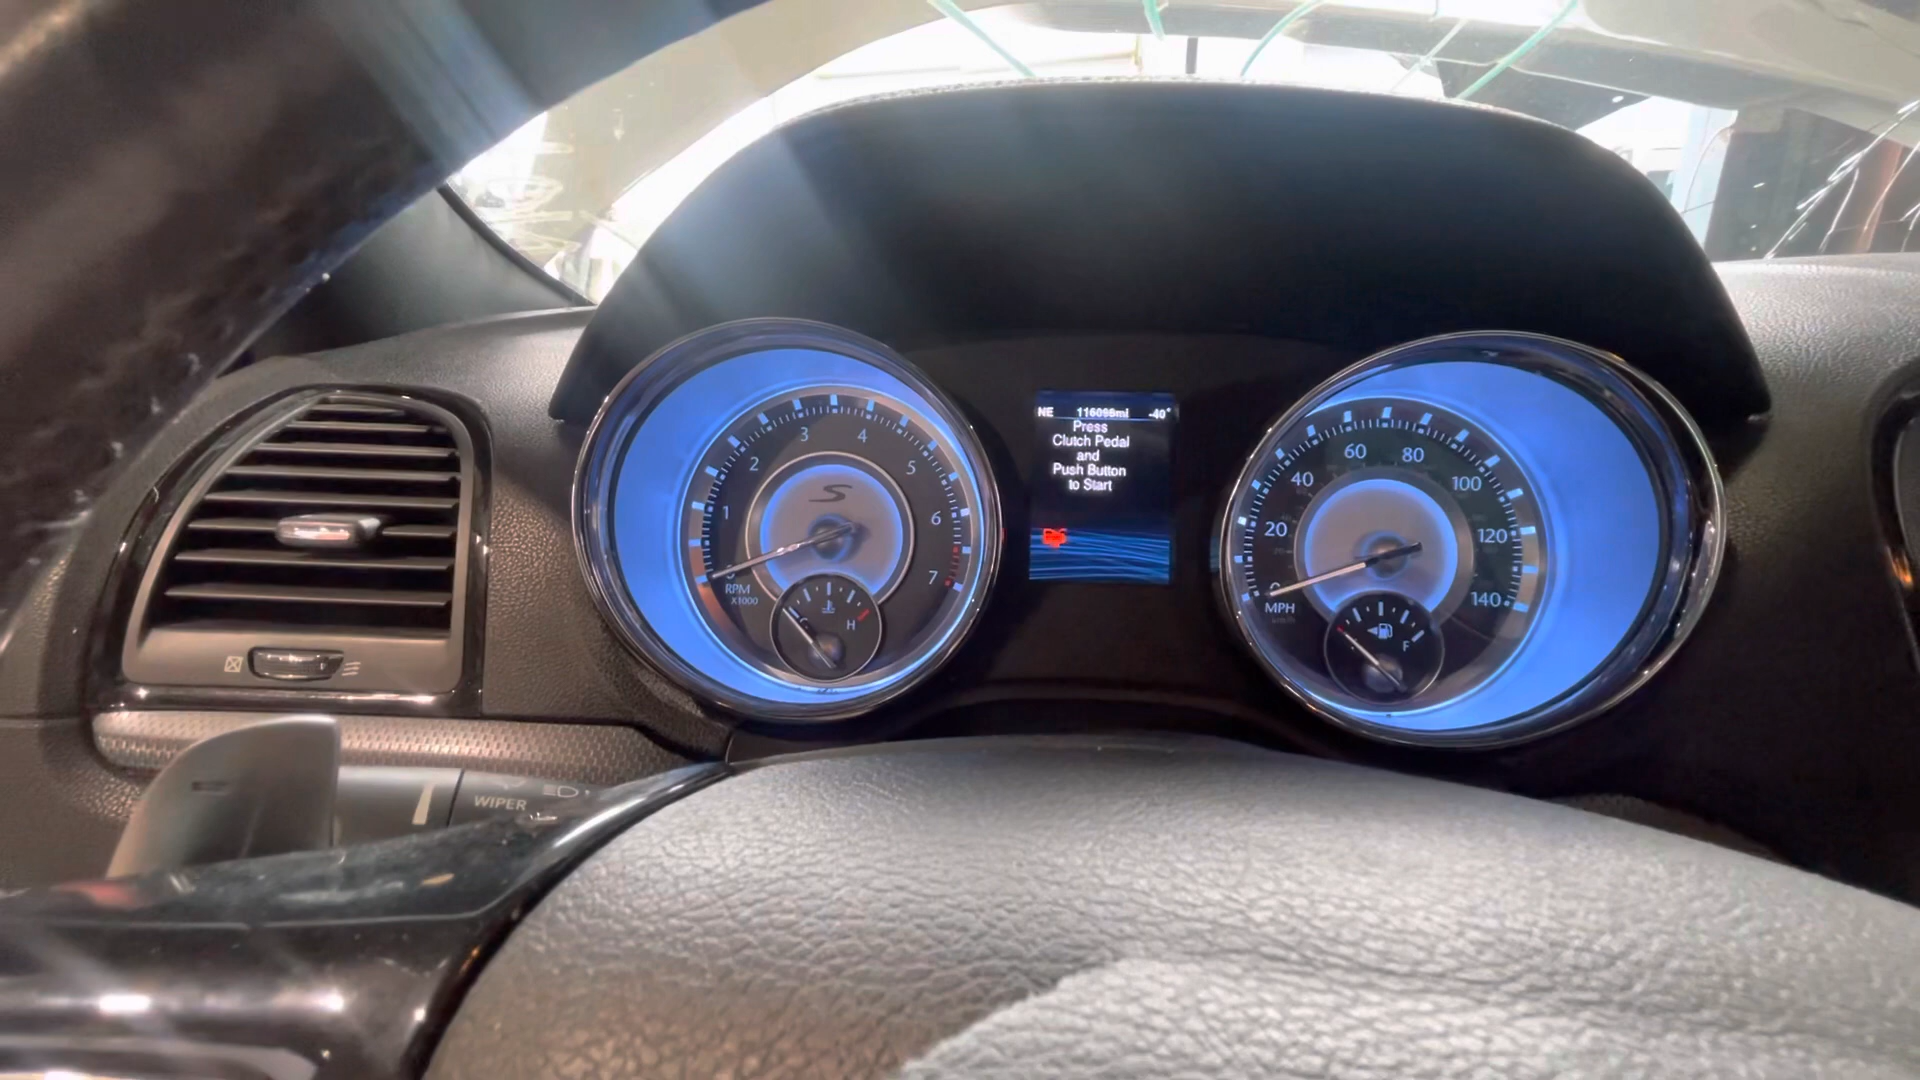 NE 116098mi -40°
Press
Clutch Pedal
and
Push Button
to Start
1 2 3 4 5 6 7
RPM
X1000
S
H
20 40 60 80 100 120 140
MPH
F
WIPER